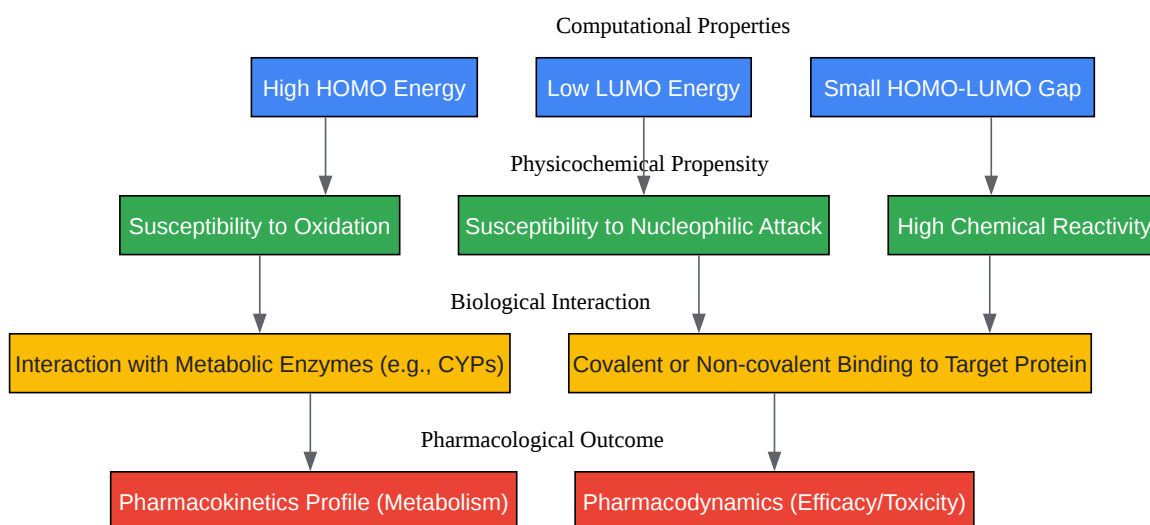 Computational Properties
High HOMO Energy
Low LUMO Energy
Small HOMO-LUMO Gap
Physicochemical Propensity
Susceptibility to Oxidation
Susceptibility to Nucleophilic Attack
High Chemical Reactivity
Biological Interaction
Interaction with Metabolic Enzymes (e.g., CYPs)
Covalent or Non-covalent Binding to Target Protein
Pharmacological Outcome
Pharmacokinetics Profile (Metabolism)
Pharmacodynamics (Efficacy/Toxicity)